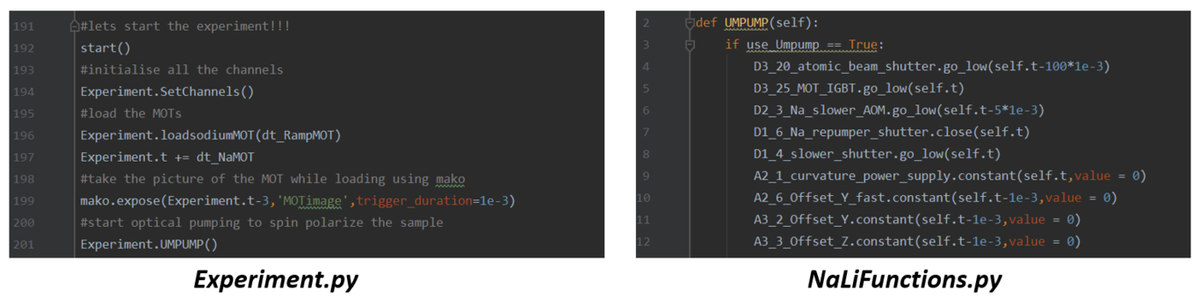 191 #lets start the experiment!!!
192 start()
193 #initialise all the channels
194 Experiment.SetChannels()
195 #load the MOTs
196 Experiment.loadsodiumMOT(dt_RampMOT)
197 Experiment.t += dt_NaMOT
198 #take the picture of the MOT while loading using mako
199 mako.expose(Experiment.t-3,'MOTimage',trigger_duration=1e-3)
200 #start optical pumping to spin polarize the sample
201 Experiment.UMPUMP()
Experiment.py
2 def UMPUMP(self):
3 if use_Umpump == True:
4 D3_20_atomic_beam_shutter.go_low(self.t-100*1e-3)
5 D3_25_MOT_IGBT.go_low(self.t)
6 D2_3_Na_slower_AOM.go_low(self.t-5*1e-3)
7 D1_6_Na_repumper_shutter.close(self.t)
8 D1_4_slower_shutter.go_low(self.t)
9 A2_1_curvature_power_supply.constant(self.t,value = 0)
10 A2_6_Offset_Y_fast.constant(self.t-1e-3,value = 0)
11 A3_2_Offset_Y.constant(self.t-1e-3,value = 0)
12 A3_3_Offset_Z.constant(self.t-1e-3,value = 0)
NaLiFunctions.py